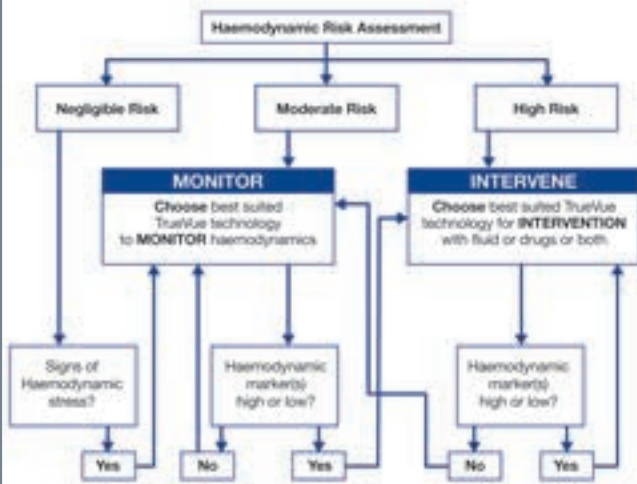 Haemodynamic Risk Assessment
Negligible Risk
Moderate Risk
High Risk
MONITOR
Choose best suited
TrueVue technology
to MONITOR haemodynamics
INTERVENE
Choose best suited TrueVue
technology for INTERVENTION
with fluid or drugs or both
Signs of
Haemodynamic
stress?
Haemodynamic
marker(s)
high or low?
Haemodynamic
marker(s)
high or low?
Yes
No
Yes
No
Yes